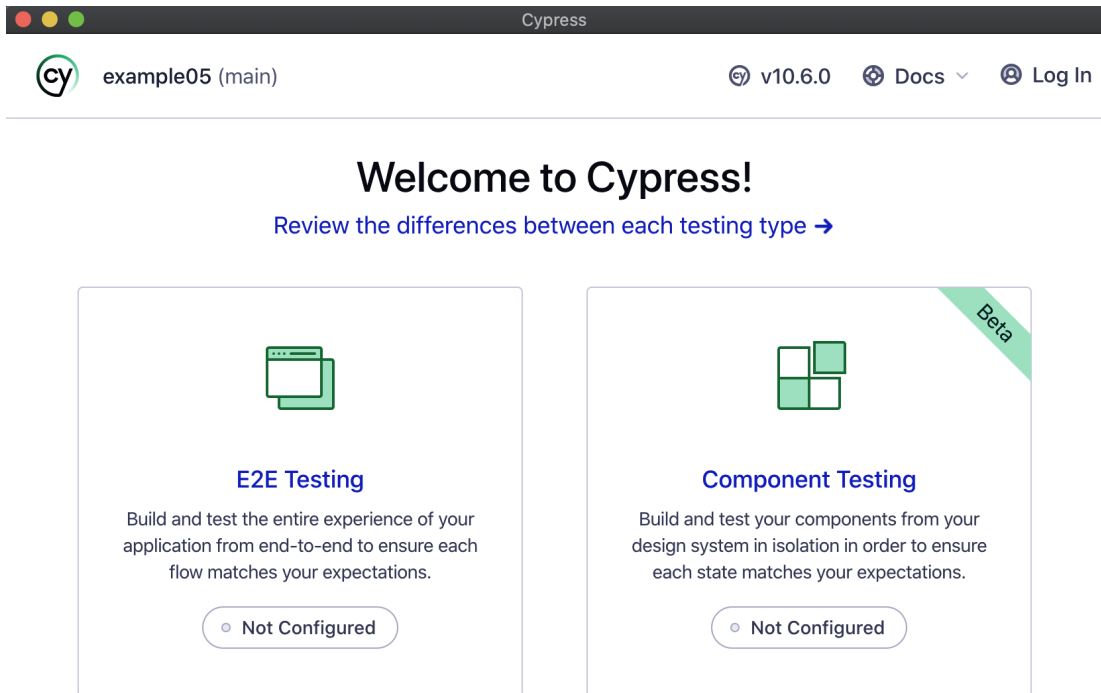 Cypress
cy example05 (main)
cy v10.6.0 Docs Log In
Welcome to Cypress!
Review the differences between each testing type →
Beta
E2E Testing
Build and test the entire experience of your
application from end-to-end to ensure each
flow matches your expectations.
Not Configured
Component Testing
Build and test your components from your
design system in isolation in order to ensure
each state matches your expectations.
Not Configured